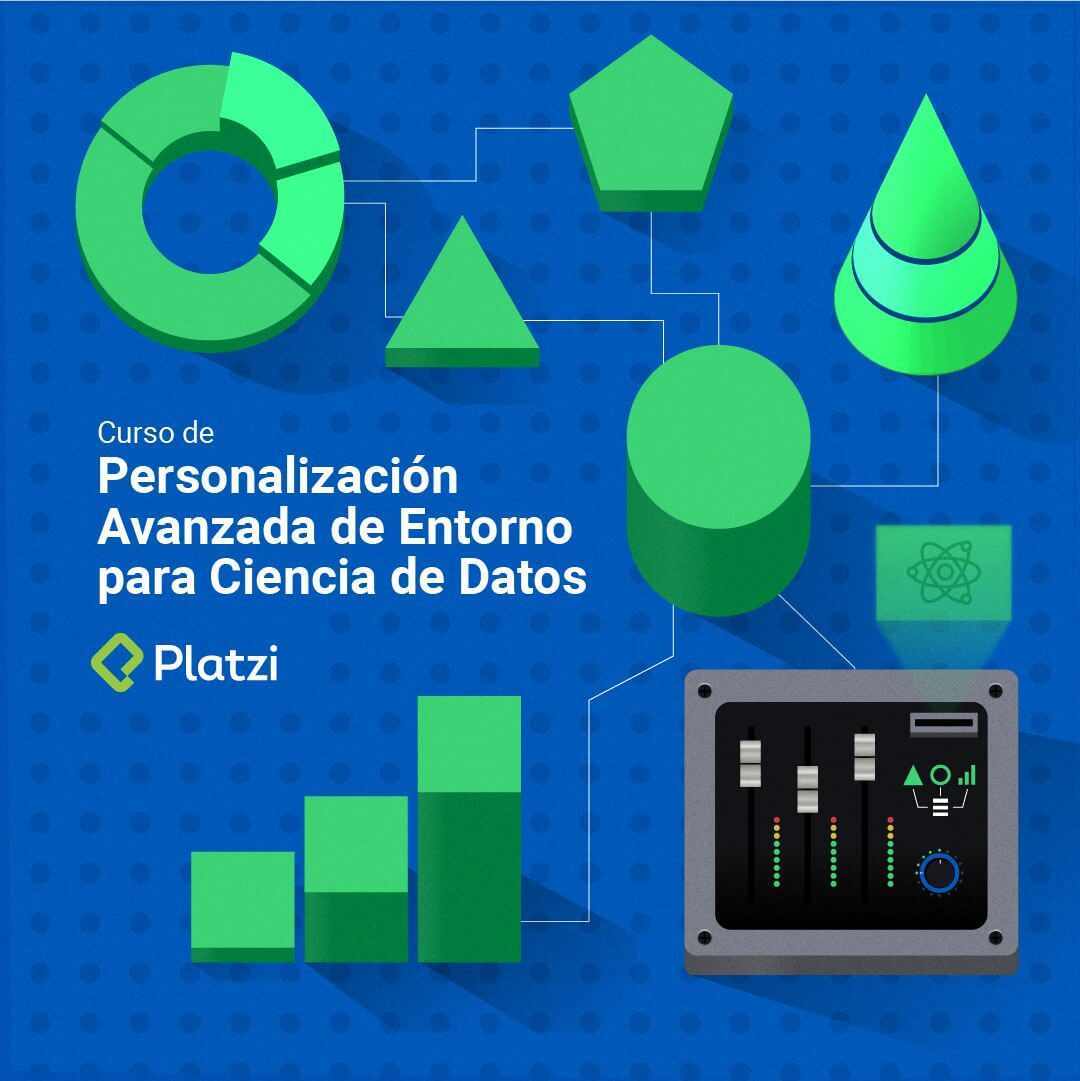 Curso de
Personalización
Avanzada de Entorno
para Ciencia de Datos
Platzi